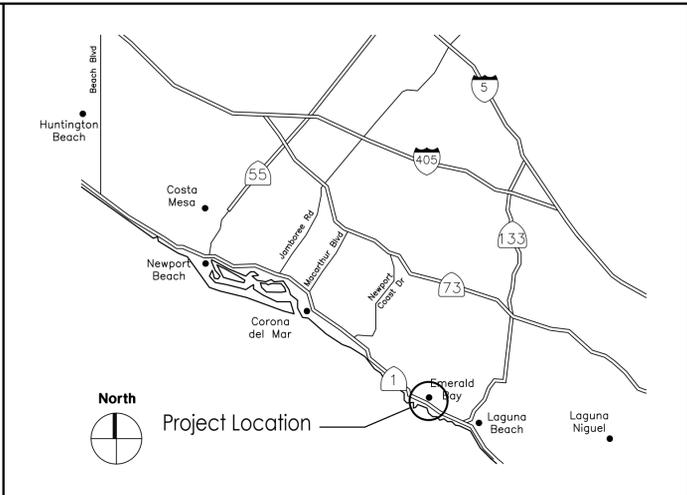 Beach Blvd
5
Huntington
Beach
405
55
Costa
Mesa
Jamboree Rd
Macarthur Blvd
133
Newport
Beach
Newport
Coast Dr
73
Corona
del Mar
1
Emerald
Bay
North
Project Location
Laguna
Beach
Laguna
Niguel